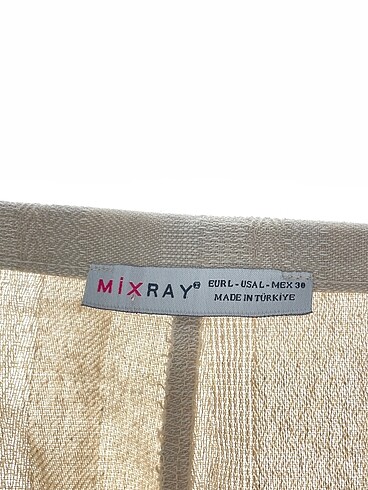 MİXRAY®
EUR L - USA L - MEX 30
MADE IN TÜRKİYE